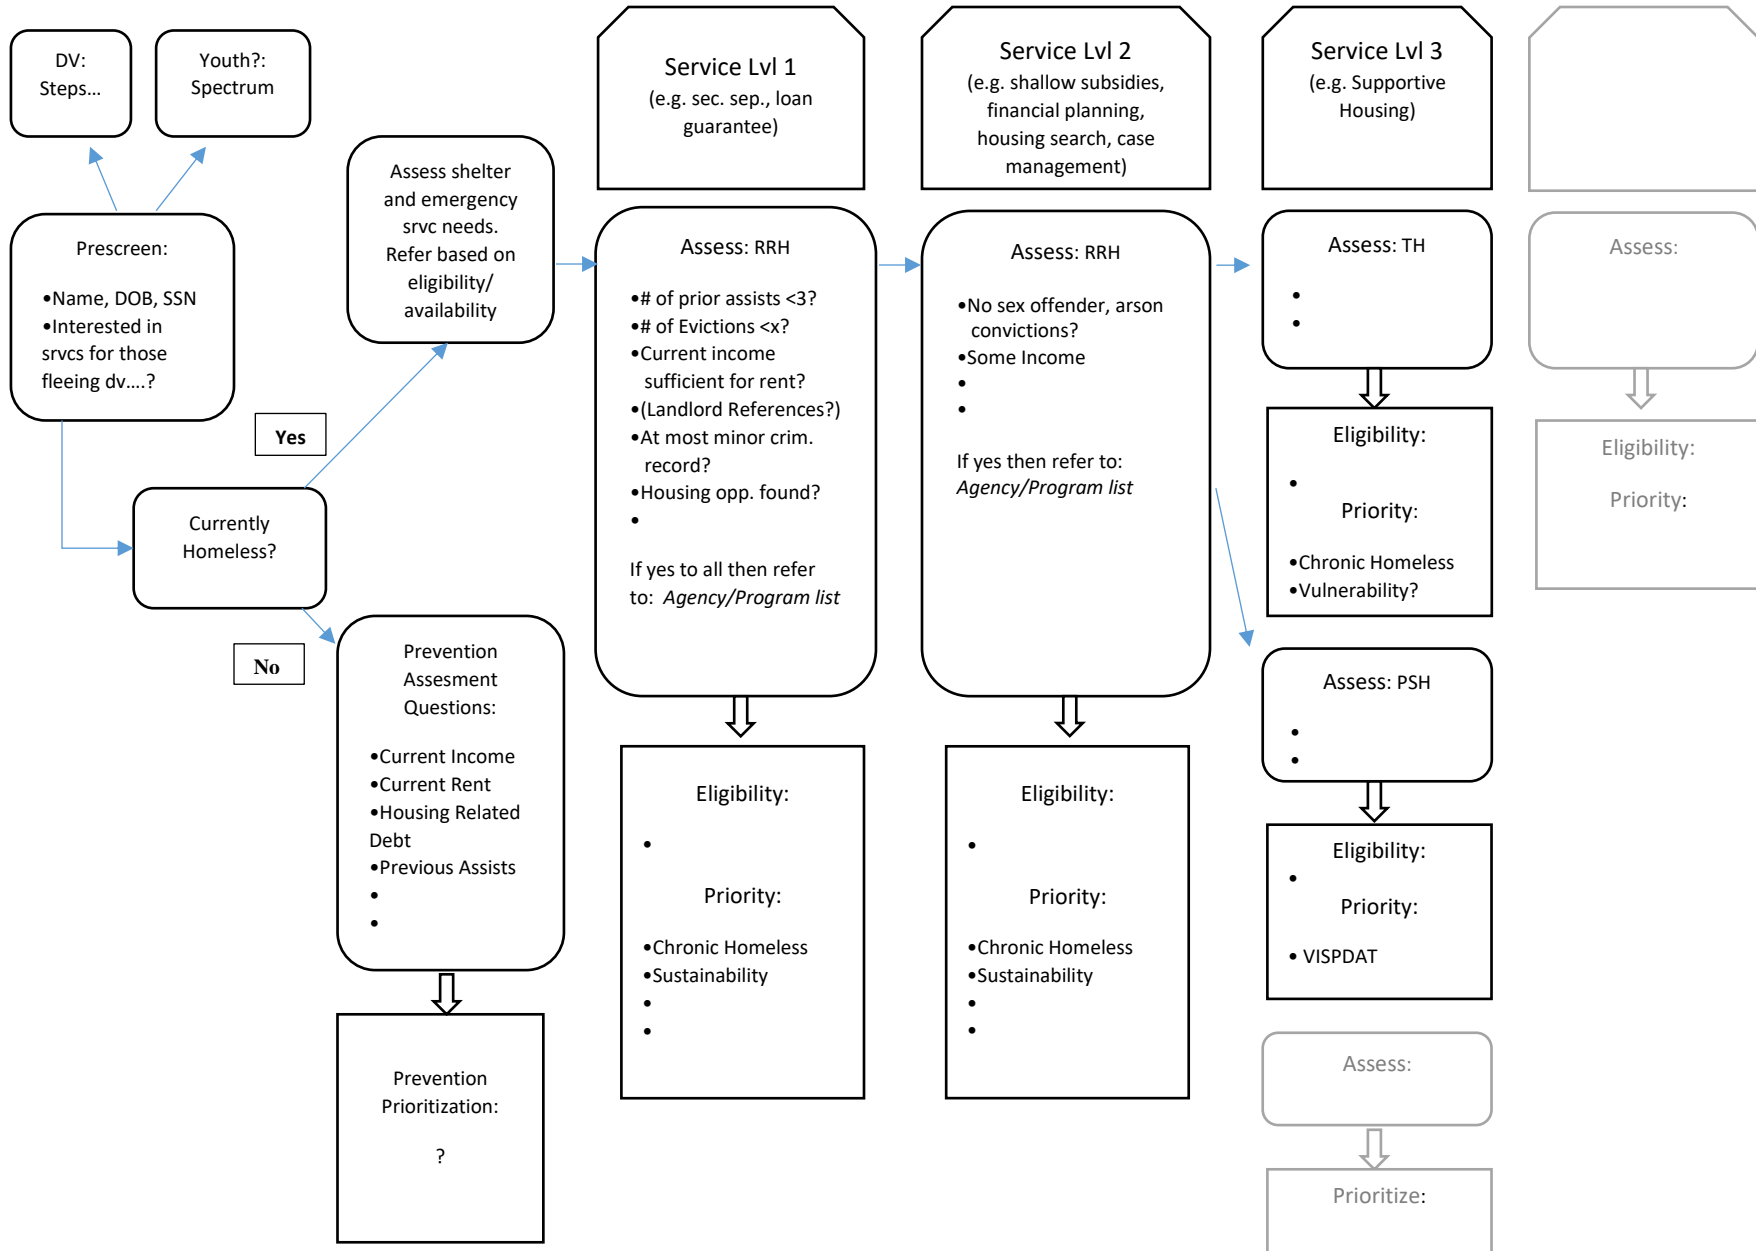 DV:
Steps...
Youth?:
Spectrum
Prescreen:
•Name, DOB, SSN
•Interested in
srvcs for those
fleeing dv....?
Currently
Homeless?
Yes
No
Assess shelter
and emergency
srvc needs.
Refer based on
eligibility/
availability
Prevention
Assesment
Questions:
•Current Income
•Current Rent
•Housing Related
Debt
•Previous Assists
•
•
Prevention
Prioritization:
?
Service Lvl 1
(e.g. sec. sep., loan
guarantee)
Assess: RRH
•# of prior assists <3?
•# of Evictions <x?
•Current income
sufficient for rent?
•(Landlord References?)
•At most minor crim.
record?
•Housing opp. found?
•
If yes to all then refer
to: Agency/Program list
Eligibility:
•
Priority:
•Chronic Homeless
•Sustainability
•
•
Service Lvl 2
(e.g. shallow subsidies,
financial planning,
housing search, case
management)
Assess: RRH
•No sex offender, arson
convictions?
•Some Income
•
•
If yes then refer to:
Agency/Program list
Eligibility:
•
Priority:
•Chronic Homeless
•Sustainability
•
•
Service Lvl 3
(e.g. Supportive
Housing)
Assess: TH
•
•
Eligibility:
•
Priority:
•Chronic Homeless
•Vulnerability?
Assess: PSH
•
•
Eligibility:
•
Priority:
• VISPDAT
Assess:
Prioritize:
Assess:
Eligibility:
Priority: